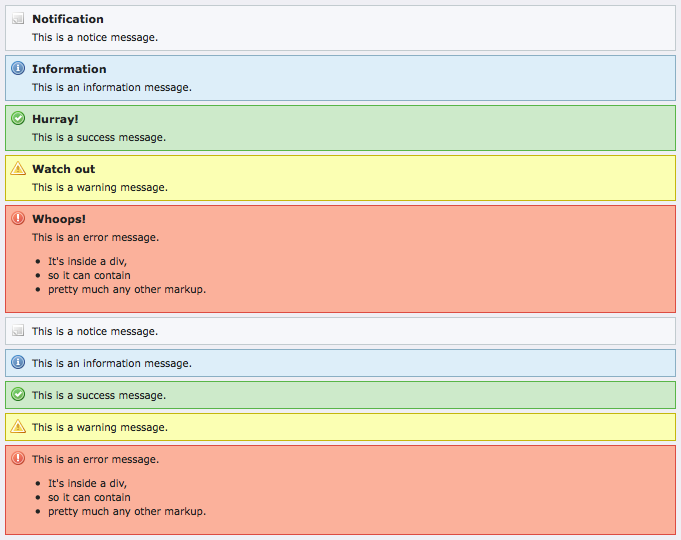 Notification
This is a notice message.
Information
This is an information message.
Hurray!
This is a success message.
Watch out
This is a warning message.
Whoops!
This is an error message.
It's inside a div,
so it can contain
pretty much any other markup.
This is a notice message.
This is an information message.
This is a success message.
This is a warning message.
This is an error message.
It's inside a div,
so it can contain
pretty much any other markup.